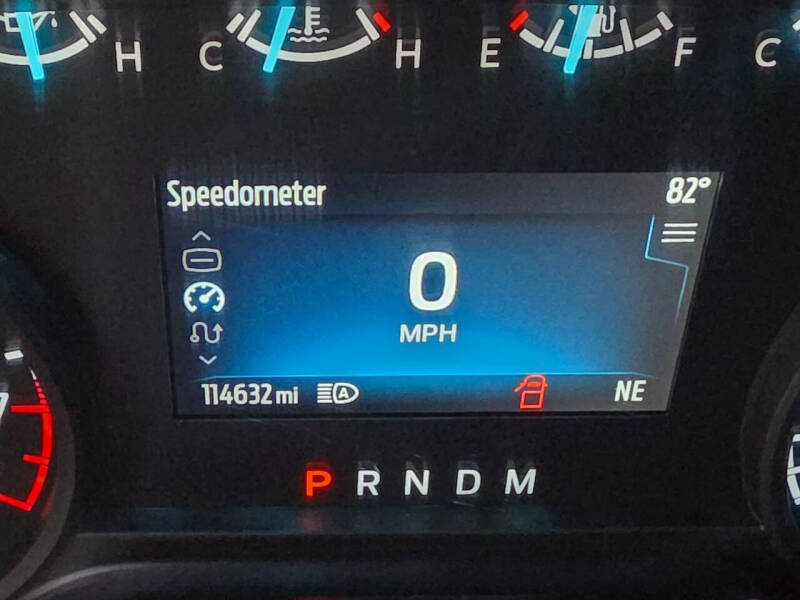 H C H E F C
Speedometer 82°
0
MPH
114632 mi A NE
P R N D M